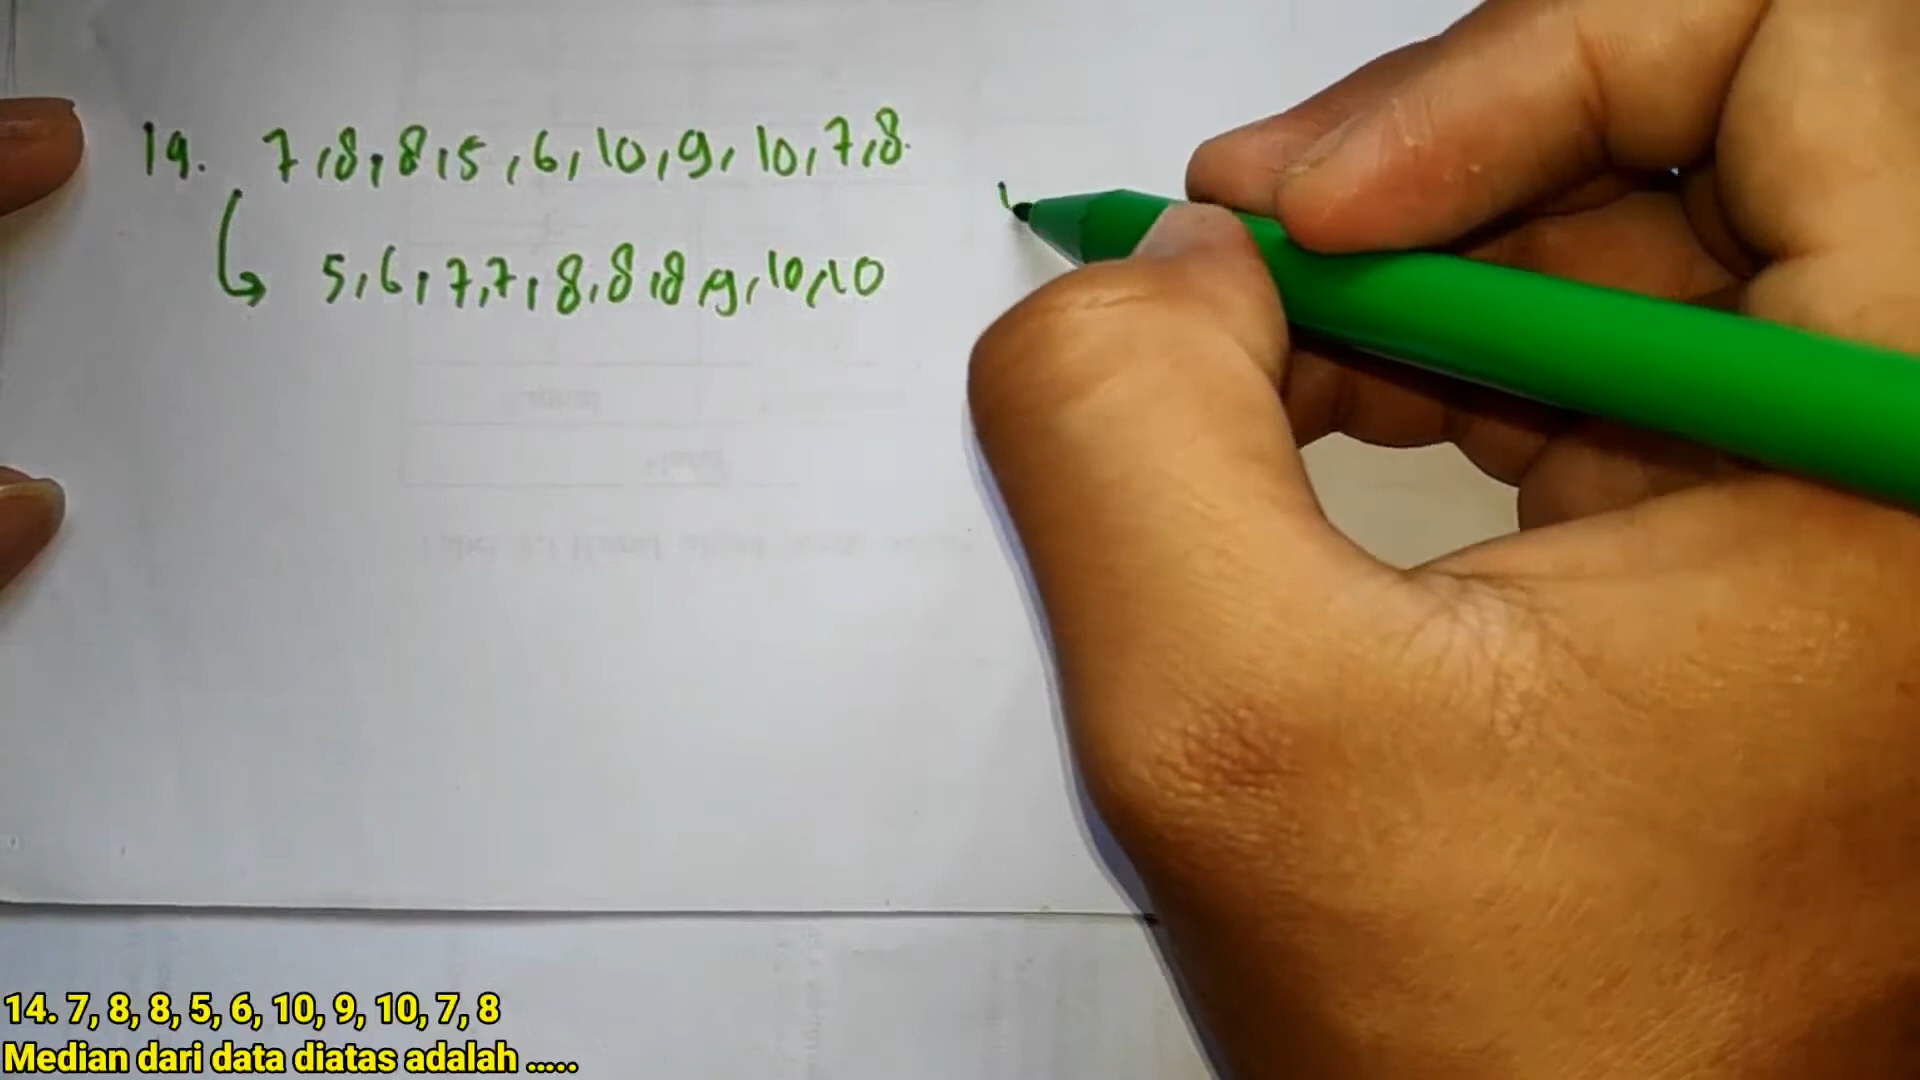 14. 7, 8, 8, 5, 6, 10, 9, 10, 7, 8.
5, 6, 7, 7, 8, 8, 8, 9, 10, 10
14. 7, 8, 8, 5, 6, 10, 9, 10, 7, 8
Median dari data diatas adalah .....